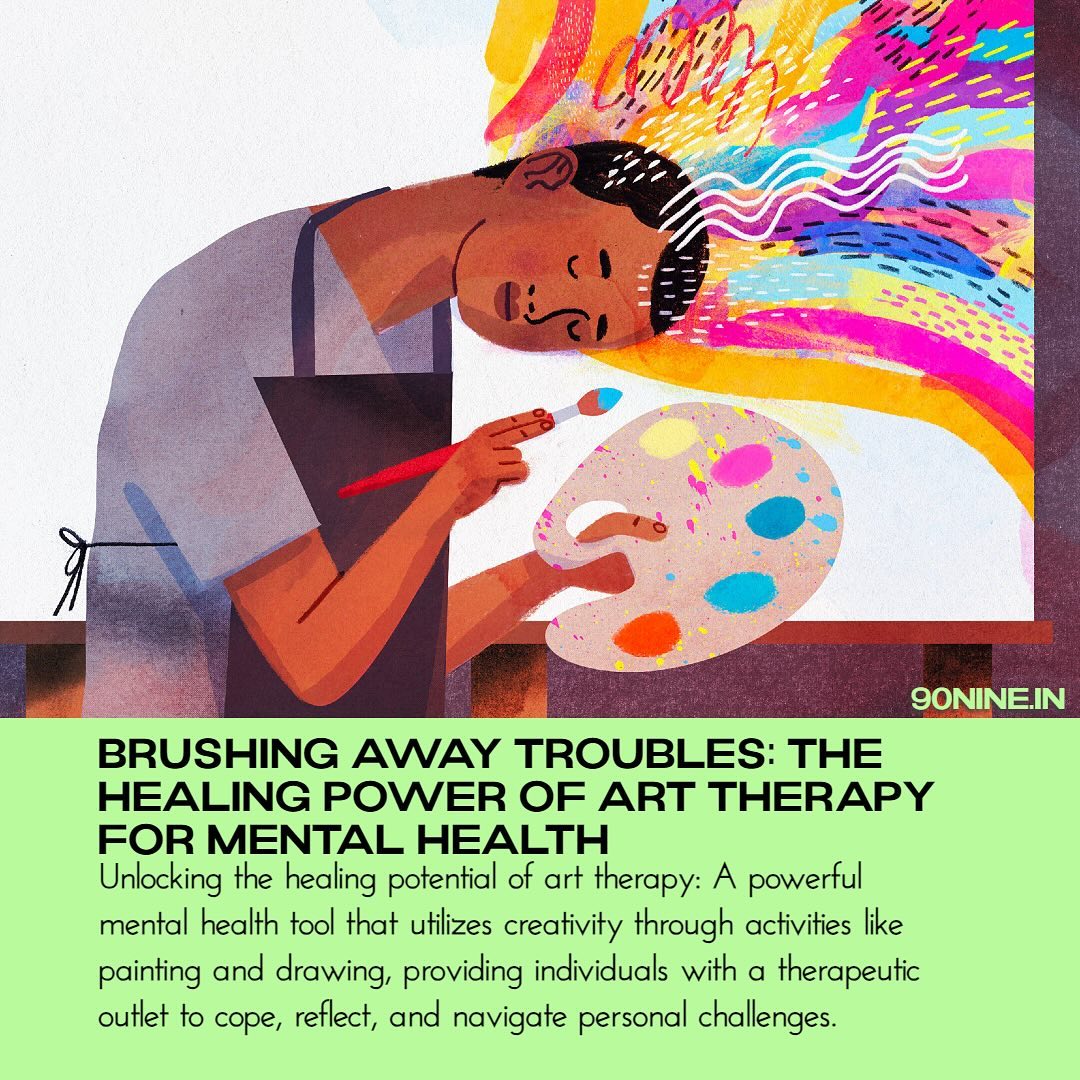 90NINE.IN
BRUSHING AWAY TROUBLES: THE
HEALING POWER OF ART THERAPY
FOR MENTAL HEALTH
Unlocking the healing potential of art therapy: A powerful
mental health tool that utilizes creativity through activities like
painting and drawing, providing individuals with a therapeutic
outlet to cope, reflect, and navigate personal challenges.